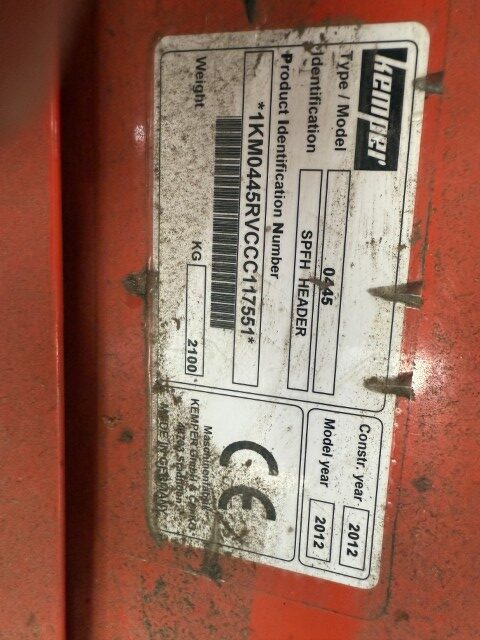 kemper
Type / Model 0445
Identification SPFH HEADER
Product Identification Number
*1KM0445RVCCC117551*
Weight KG 2100
Constr. year 2012
Model year 2012
CE
KEMPER GmbH & Co. KG
MADE IN GERMANY